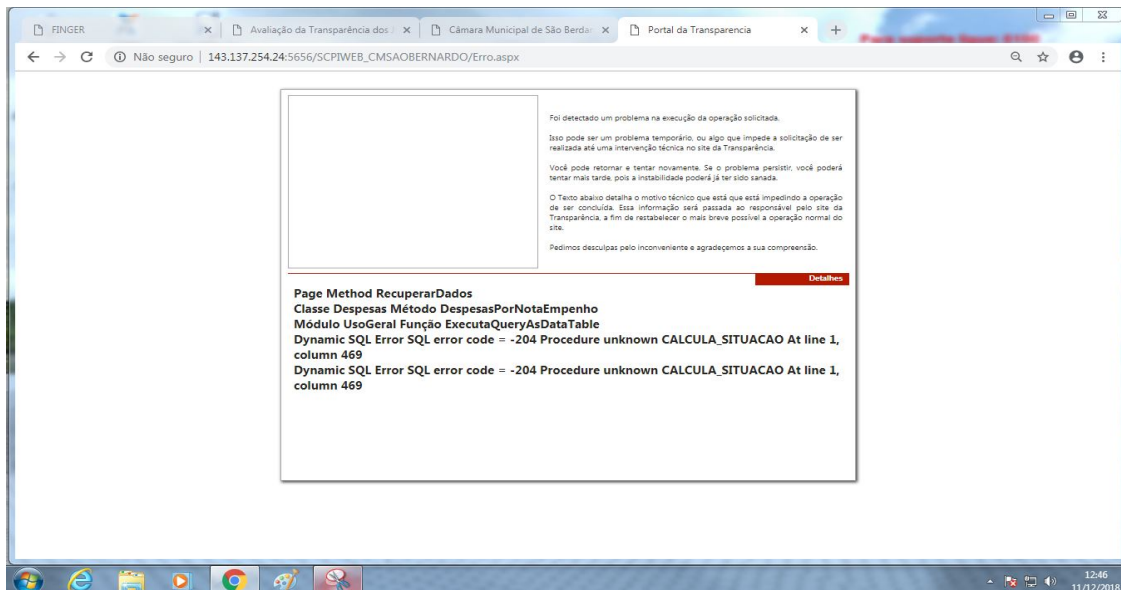 FINGER
Avaliação da Transparência dos
Câmara Municipal de São Berdar
Portal da Transparencia
Não seguro | 143.137.254.24:5656/SCPIWEB_CMSAOBERNARDO/Erro.aspx
Foi detectado um problema na execução da operação solicitada.
Isso pode ser um problema temporário, ou algo que impede a solicitação de ser
realizada até uma intervenção técnica no site da Transparência.
Você pode retornar e tentar novamente. Se o problema persistir, você poderá
tentar mais tarde, pois a instabilidade poderá já ter sido sanada.
O Texto abaixo detalha o motivo técnico que está que está impedindo a operação
de ser concluída. Essa informação será passada ao responsável pelo site da
Transparência, a fim de restabelecer o mais breve possível a operação normal do
site.
Pedimos desculpas pelo inconveniente e agradeçemos a sua compreensão.
Detalhes
Page Method RecuperarDados
Classe Despesas Método DespesasPorNotaEmpenho
Módulo UsoGeral Função ExecutaQueryAsDataTable
Dynamic SQL Error SQL error code = -204 Procedure unknown CALCULA_SITUACAO At line 1,
column 469
Dynamic SQL Error SQL error code = -204 Procedure unknown CALCULA_SITUACAO At line 1,
column 469
12:46
11/12/2018